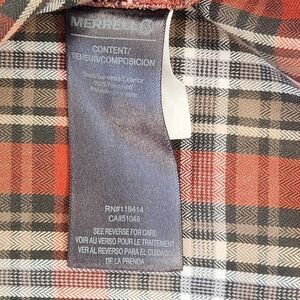 MERRELL
CONTENT/
TENEUR/COMPOSICION
RN#119414
CA#51048
SEE REVERSE FOR CARE
VOIR AU VERSO POUR LE TRAITEMENT
VER AL REVERSO PARA EL CUIDADO
DE LA PRENDA